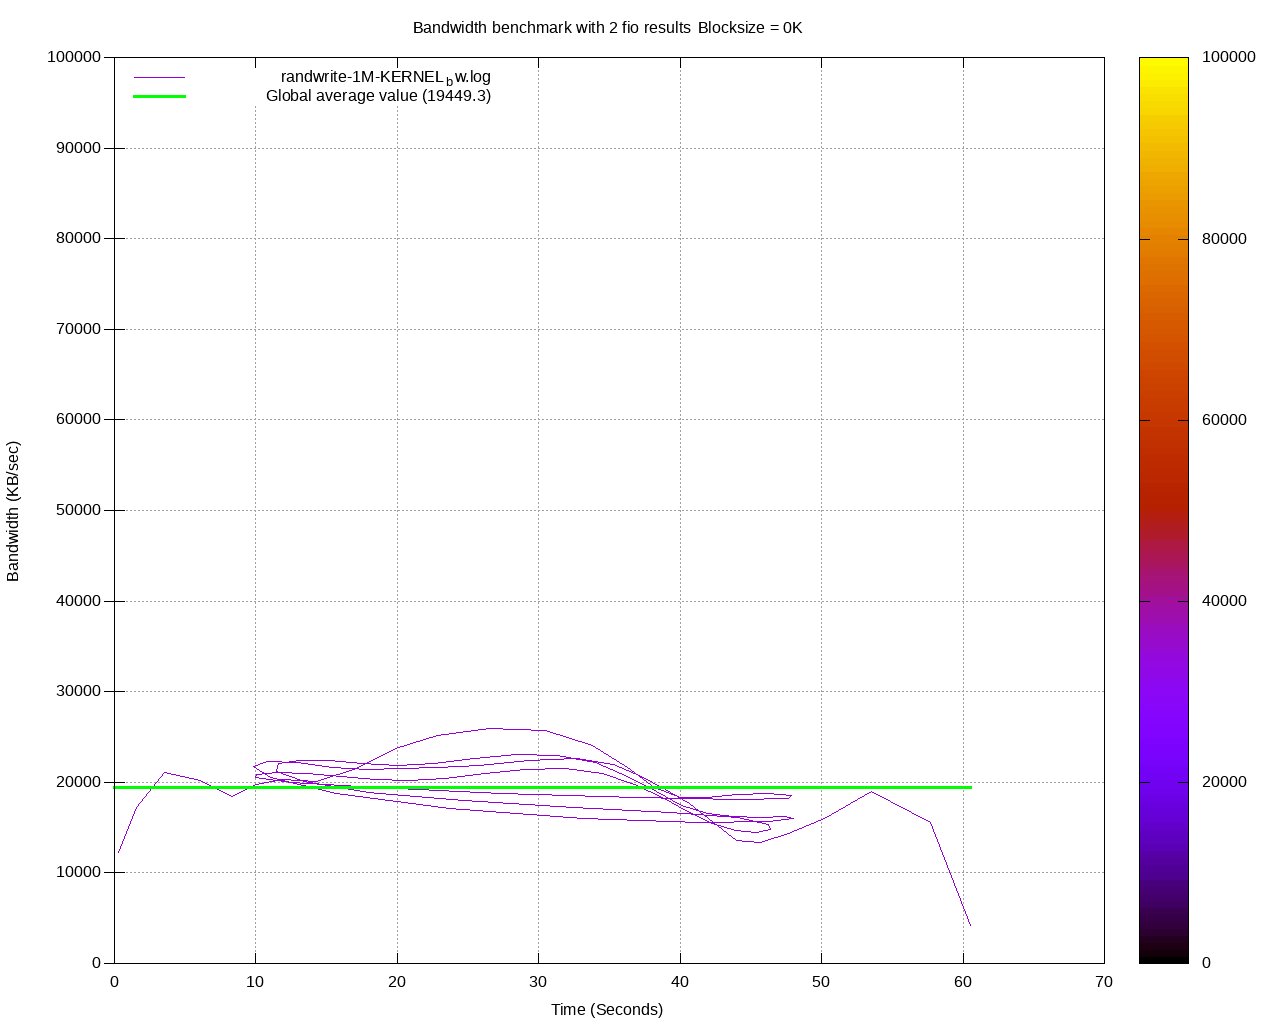 Bandwidth benchmark with 2 fio results Blocksize = 0K
randwrite-1M-KERNEL_bw.log
Global average value (19449.3)
100000
90000
80000
70000
60000
50000
40000
30000
20000
10000
0
Bandwidth (KB/sec)
0 10 20 30 40 50 60 70
Time (Seconds)
100000
80000
60000
40000
20000
0